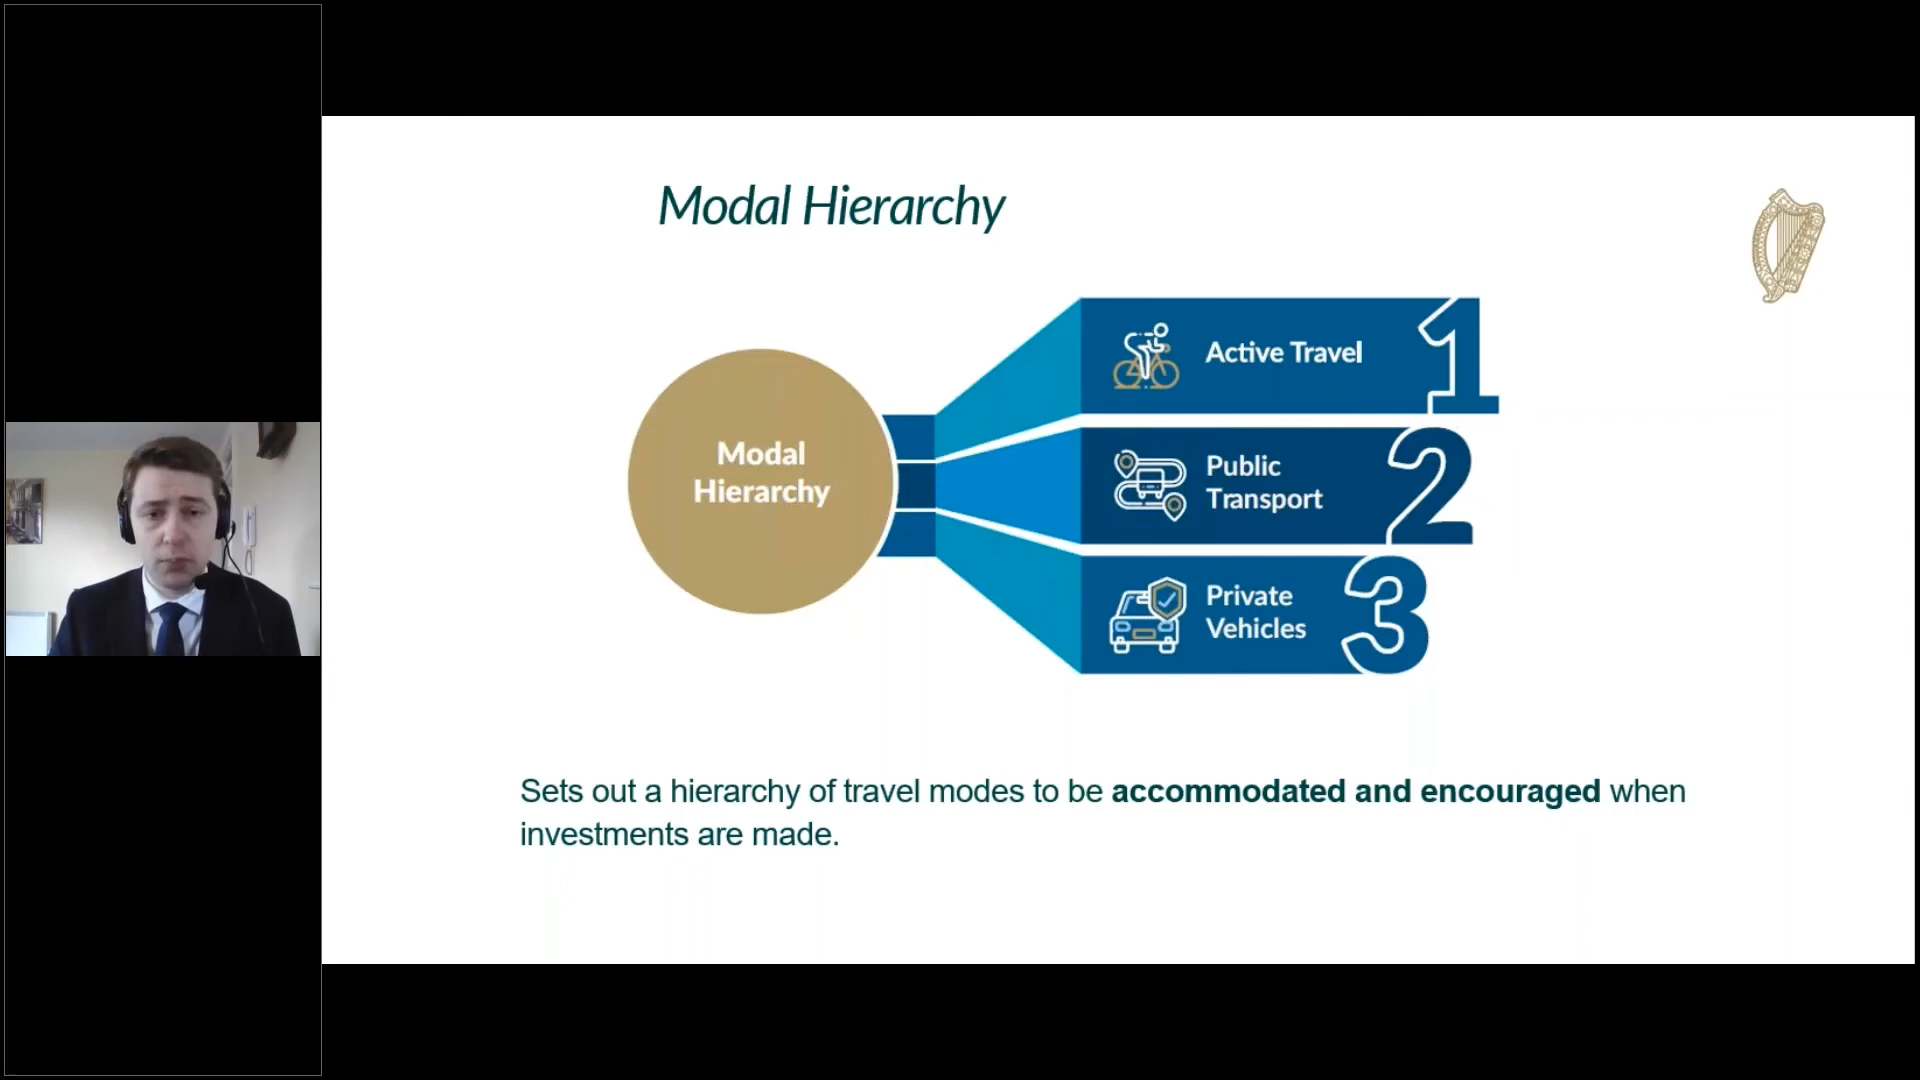 Modal Hierarchy
Modal
Hierarchy
Active Travel
1
Public
Transport
2
Private
Vehicles
3
Sets out a hierarchy of travel modes to be accommodated and encouraged when
investments are made.